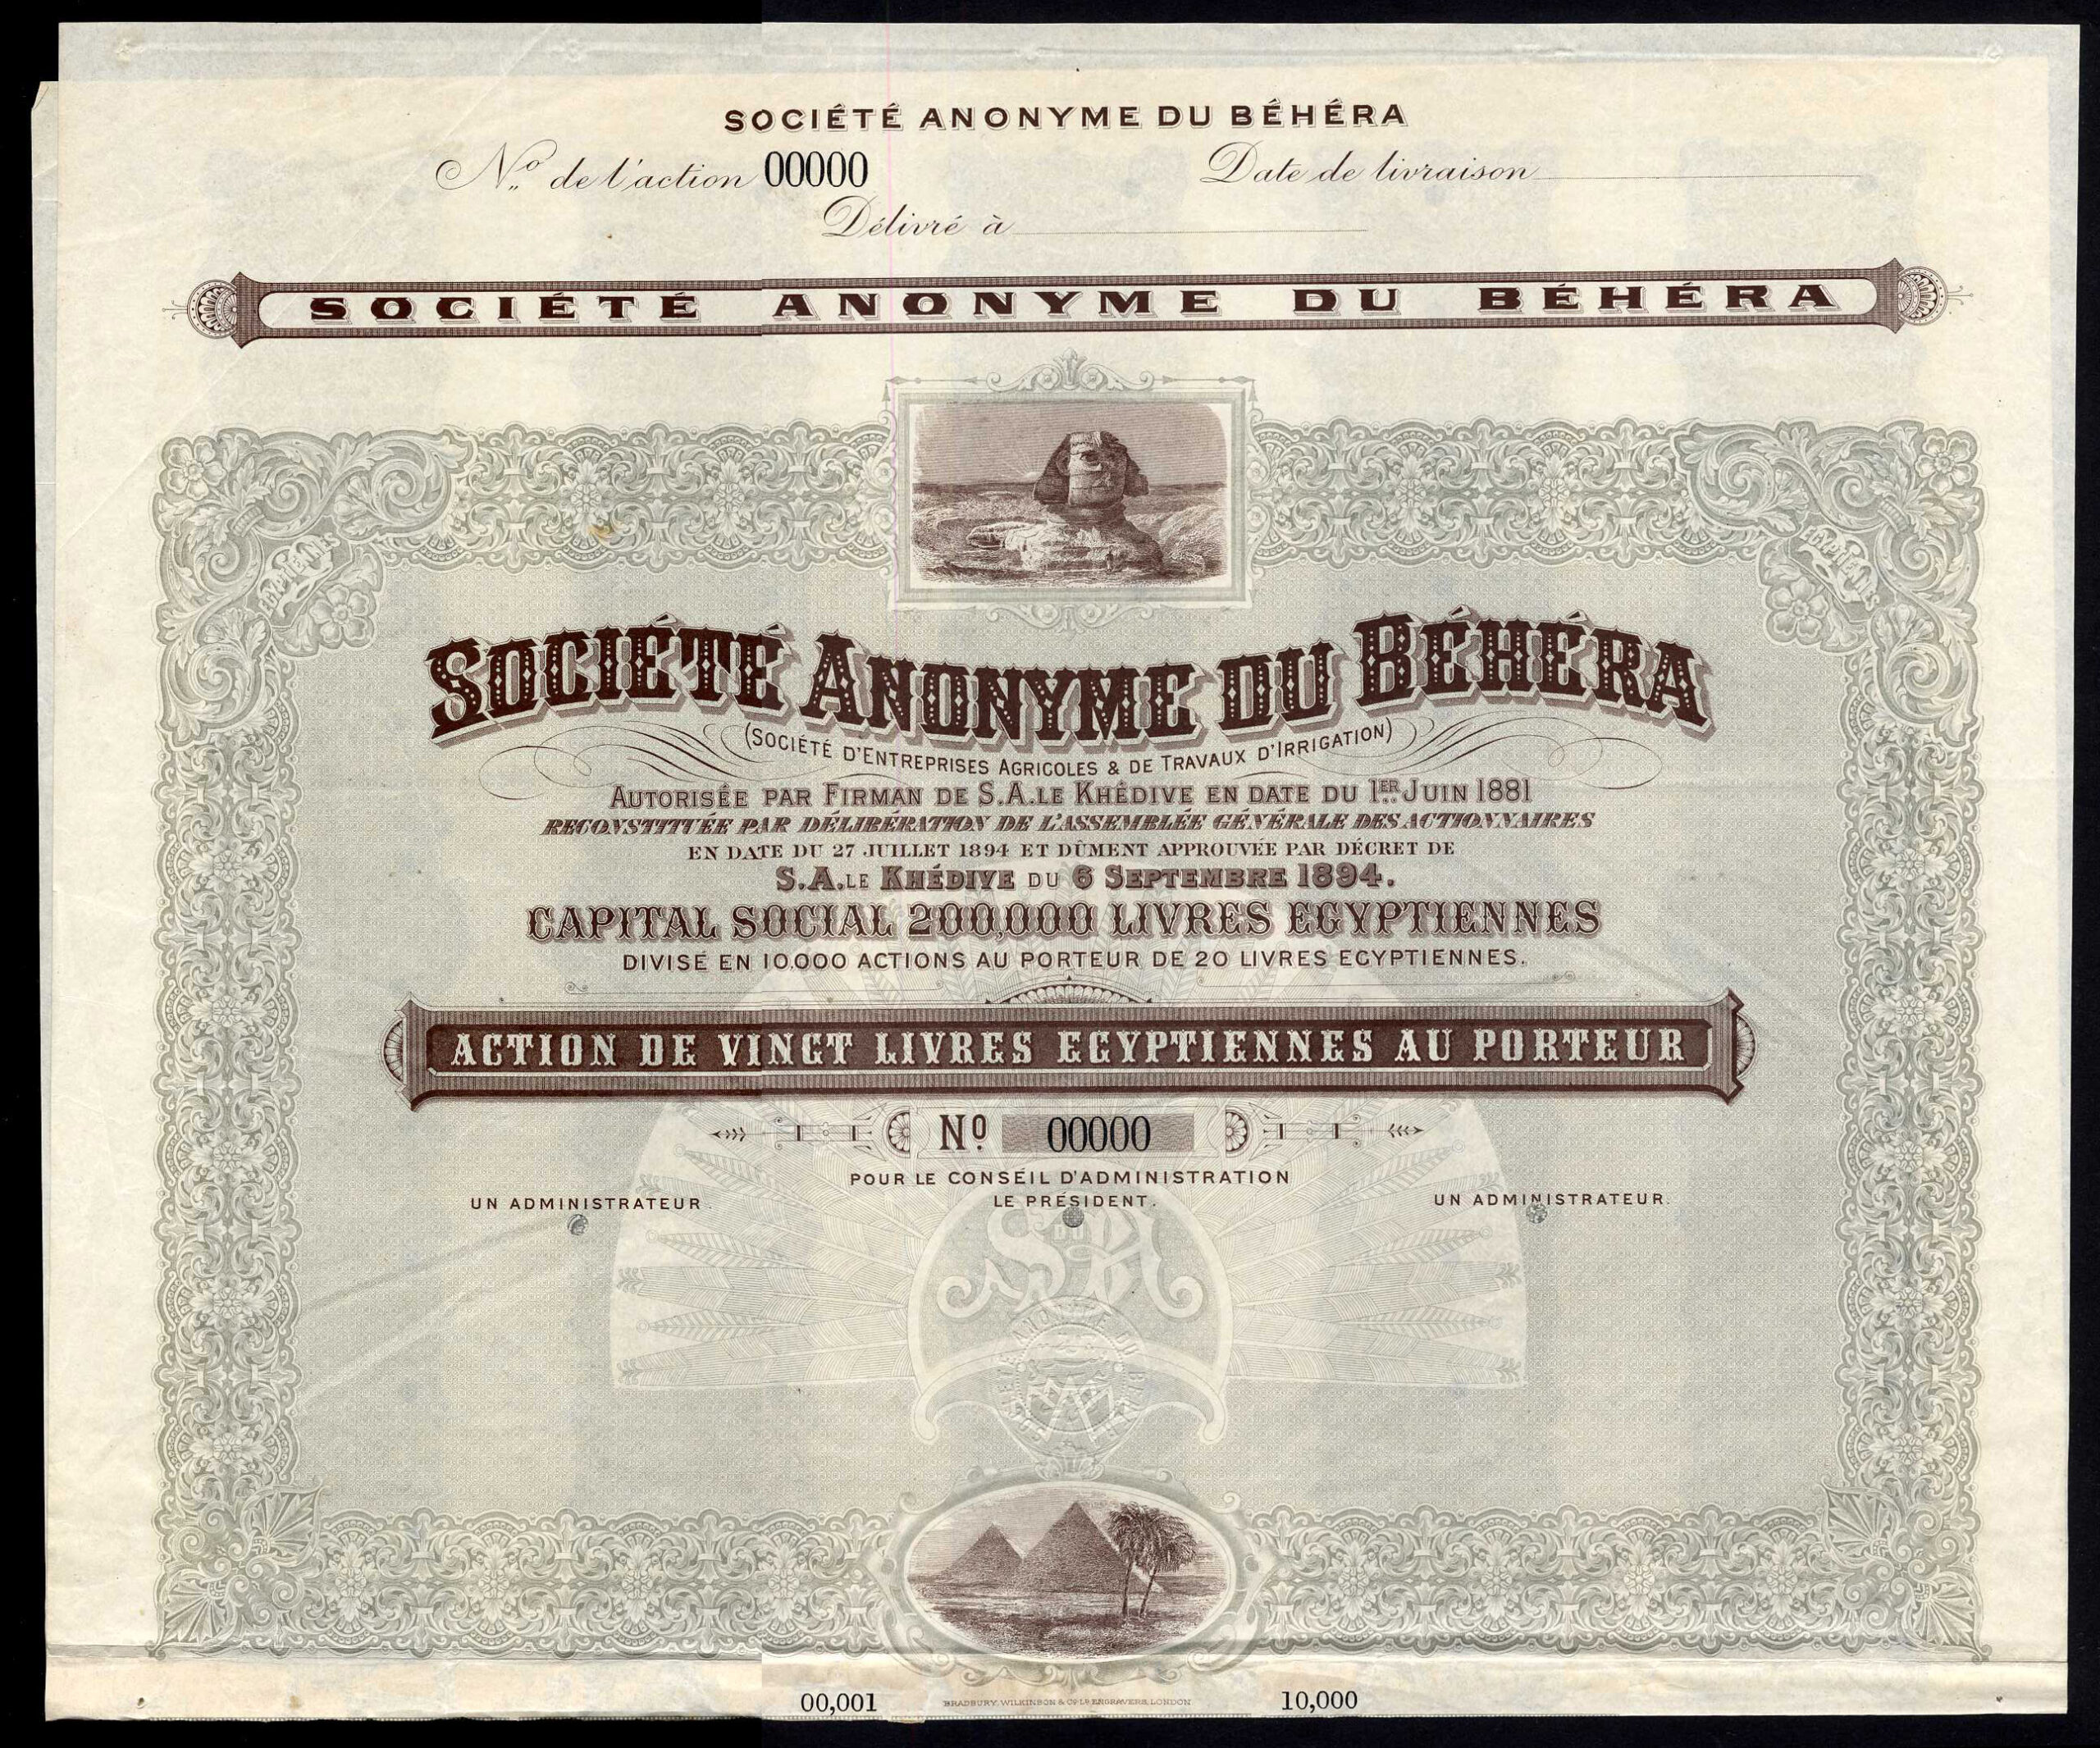 SOCIÉTÉ ANONYME DU BÉHÉRA
No. de l'action 00000 Date de livraison
Délivré à
SOCIÉTÉ ANONYME DU BÉHÉRA
SOCIÉTÉ ANONYME DU BÉHÉRA
(SOCIÉTÉ D'ENTREPRISES AGRICOLES & DE TRAVAUX D'IRRIGATION)
AUTORISÉE PAR FIRMAN DE S.A. LE KHÉDIVE EN DATE DU 1ER JUIN 1881
RECONSTITUÉE PAR DÉLIBÉRATION DE L'ASSEMBLÉE GÉNÉRALE DES ACTIONNAIRES
EN DATE DU 27 JUILLET 1894 ET DÛMENT APPROUVÉE PAR DÉCRET DE
S.A. LE KHÉDIVE DU 6 SEPTEMBRE 1894.
CAPITAL SOCIAL 200,000 LIVRES EGYPTIENNES
DIVISÉ EN 10.000 ACTIONS AU PORTEUR DE 20 LIVRES EGYPTIENNES.
ACTION DE VINGT LIVRES EGYPTIENNES AU PORTEUR
No. 00000
POUR LE CONSEIL D'ADMINISTRATION
UN ADMINISTRATEUR. LE PRÉSIDENT. UN ADMINISTRATEUR.
00,001 BRADBURY, WILKINSON & Co. Ld. ENGRAVERS, LONDON 10,000